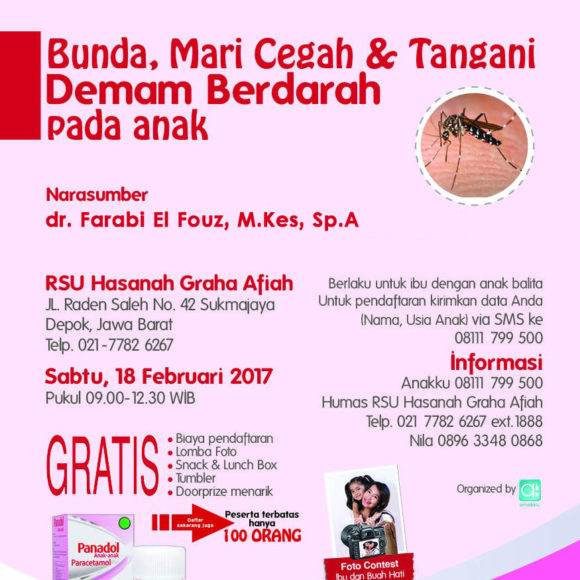 Bunda, Mari Cegah & Tangani
Demam Berdarah
pada anak
Narasumber
dr. Farabi El Fouz, M.Kes, Sp.A
RSU Hasanah Graha Afiah
JL. Raden Saleh No. 42 Sukmajaya
Depok, Jawa Barat
Telp. 021-7782 6267
Sabtu, 18 Februari 2017
Pukul 09.00-12.30 WIB
Berlaku untuk ibu dengan anak balita
Untuk pendaftaran kirimkan data Anda
(Nama, Usia Anak) via SMS ke
08111 799 500
İnformasi
Anakku 08111 799 500
Humas RSU Hasanah Graha Afiah
Telp. 021 7782 6267 ext.1888
Nila 0896 3348 0868
GRATIS :
• Biaya pendaftaran
• Lomba Foto
• Snack & Lunch Box
• Tumbler
• Doorprize menarik
Organized by
anakku
Daftar
sekarang juga
Peserta terbatas
hanya
100 ORANG
Panadol
Anak-anak
Paracetamol
Foto Contest
Ibu dan Buah Hati